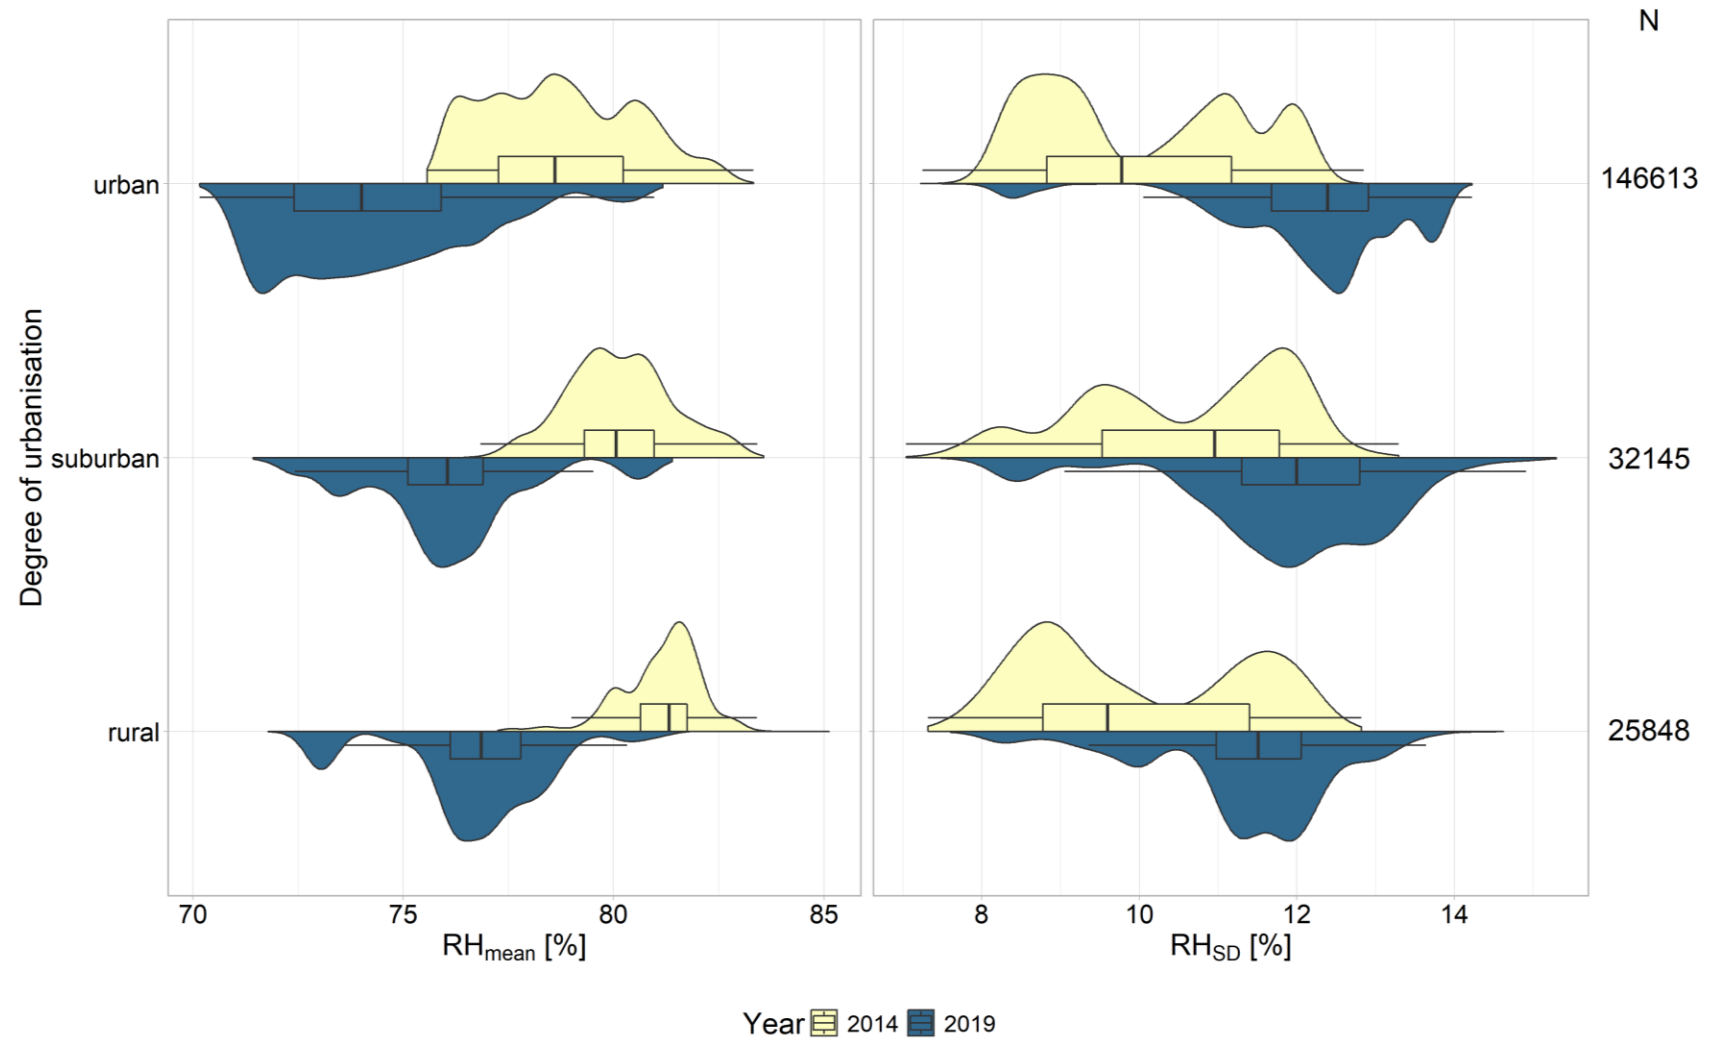 N
urban
146613
Degree of urbanisation
suburban
32145
rural
25848
70 75 80 85 8 10 12 14
RHmean [%] RHSD [%]
Year 2014 2019